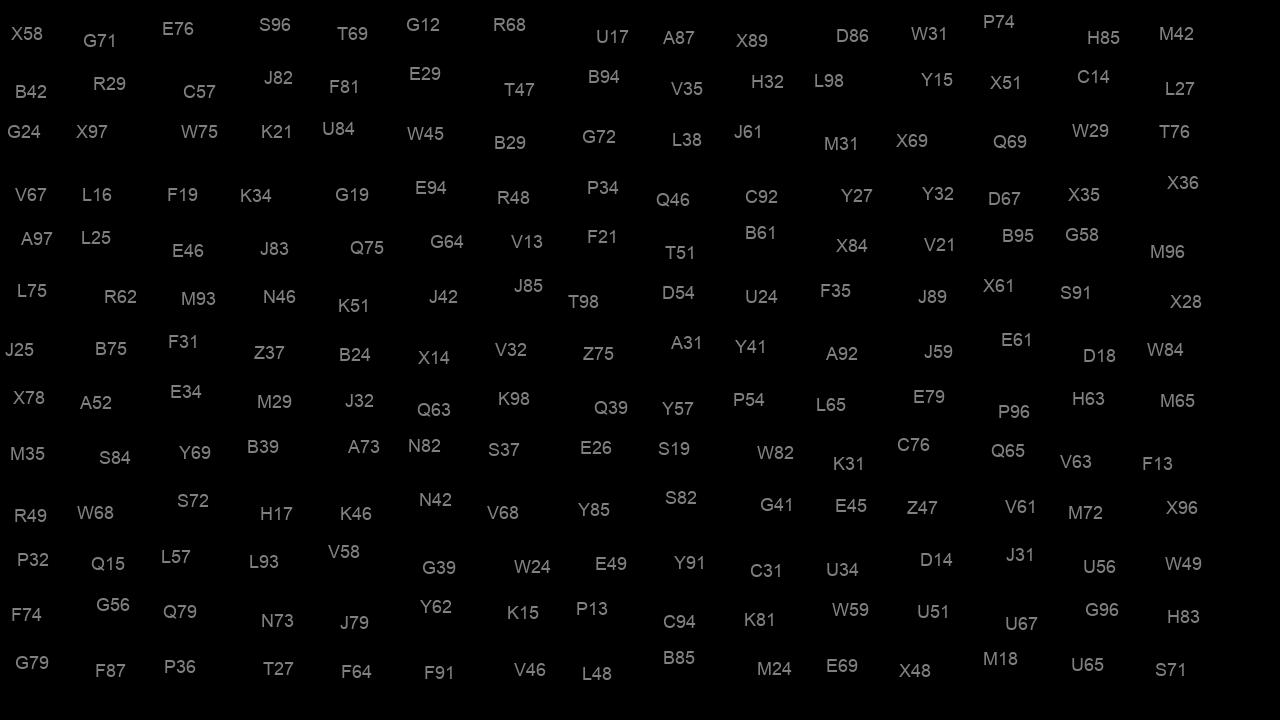 X58 G71 E76 S96 T69 G12 R68 U17 A87 X89 D86 W31 P74 H85 M42
B42 R29 C57 J82 F81 E29 T47 B94 V35 H32 L98 Y15 X51 C14 L27
G24 X97 W75 K21 U84 W45 B29 G72 L38 J61 M31 X69 Q69 W29 T76
V67 L16 F19 K34 G19 E94 R48 P34 Q46 C92 Y27 Y32 D67 X35 X36
A97 L25 E46 J83 Q75 G64 V13 F21 T51 B61 X84 V21 B95 G58 M96
L75 R62 M93 N46 K51 J42 J85 T98 D54 U24 F35 J89 X61 S91 X28
J25 B75 F31 Z37 B24 X14 V32 Z75 A31 Y41 A92 J59 E61 D18 W84
X78 A52 E34 M29 J32 Q63 K98 Q39 Y57 P54 L65 E79 P96 H63 M65
M35 S84 Y69 B39 A73 N82 S37 E26 S19 W82 K31 C76 Q65 V63 F13
R49 W68 S72 H17 K46 N42 V68 Y85 S82 G41 E45 Z47 V61 M72 X96
P32 Q15 L57 L93 V58 G39 W24 E49 Y91 C31 U34 D14 J31 U56 W49
F74 G56 Q79 N73 J79 Y62 K15 P13 C94 K81 W59 U51 U67 G96 H83
G79 F87 P36 T27 F64 F91 V46 L48 B85 M24 E69 X48 M18 U65 S71